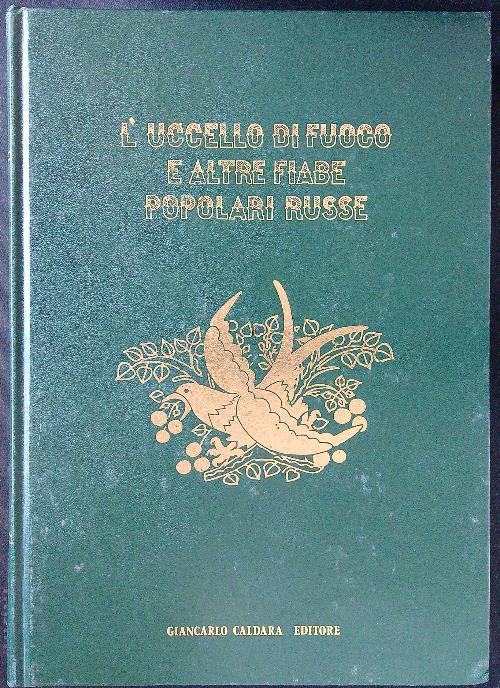 L'UCCELLO DI FUOCO
E ALTRE FIABE
POPOLARI RUSSE
GIANCARLO CALDARA EDITORE